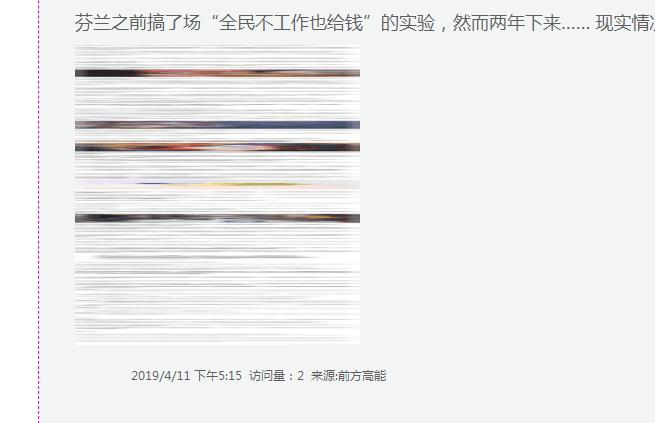 芬兰之前搞了场“全民不工作也给钱”的实验，然而两年下来…… 现实情
2019/4/11 下午5:15 访问量：2 来源:前方高能